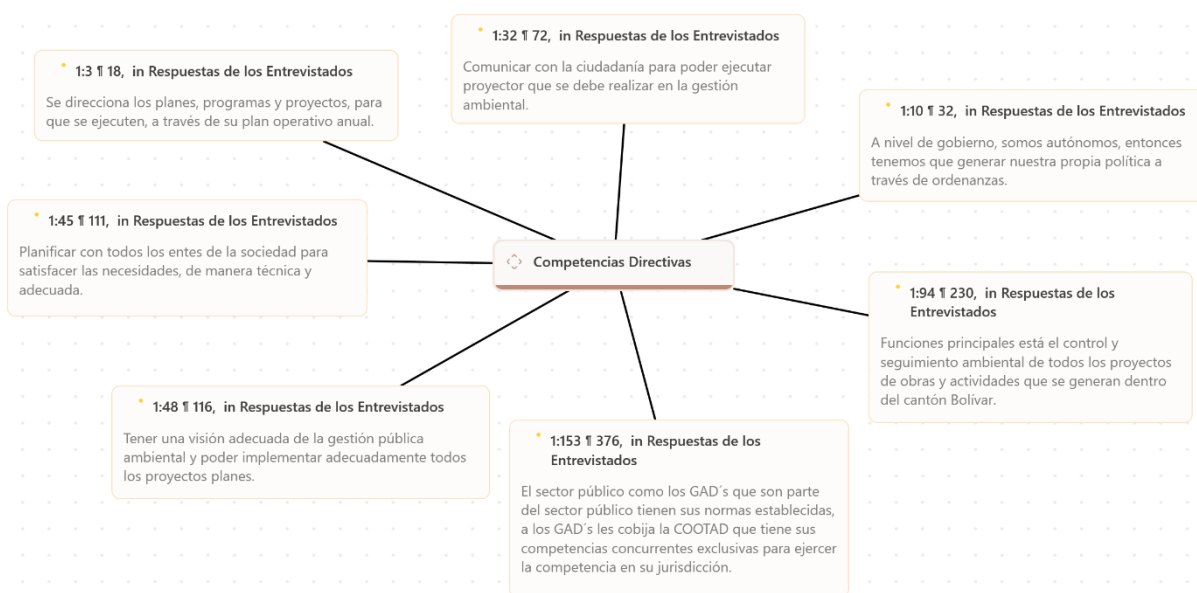 1:32 ¶ 72, in Respuestas de los Entrevistados
Comunicar con la ciudadanía para poder ejecutar
proyector que se debe realizar en la gestión
ambiental.
1:3 ¶ 18, in Respuestas de los Entrevistados
Se direcciona los planes, programas y proyectos, para
que se ejecuten, a través de su plan operativo anual.
1:10 ¶ 32, in Respuestas de los Entrevistados
A nivel de gobierno, somos autónomos, entonces
tenemos que generar nuestra propia política a
través de ordenanzas.
1:45 ¶ 111, in Respuestas de los Entrevistados
Planificar con todos los entes de la sociedad para
satisfacer las necesidades, de manera técnica y
adecuada.
Competencias Directivas
1:94 ¶ 230, in Respuestas de los
Entrevistados
Funciones principales está el control y
seguimiento ambiental de todos los proyectos
de obras y actividades que se generan dentro
del cantón Bolívar.
1:48 ¶ 116, in Respuestas de los Entrevistados
Tener una visión adecuada de la gestión pública
ambiental y poder implementar adecuadamente todos
los proyectos planes.
1:153 ¶ 376, in Respuestas de los
Entrevistados
El sector público como los GAD´s que son parte
del sector público tienen sus normas establecidas,
a los GAD´s les cobija la COOTAD que tiene sus
competencias concurrentes exclusivas para ejercer
la competencia en su jurisdicción.